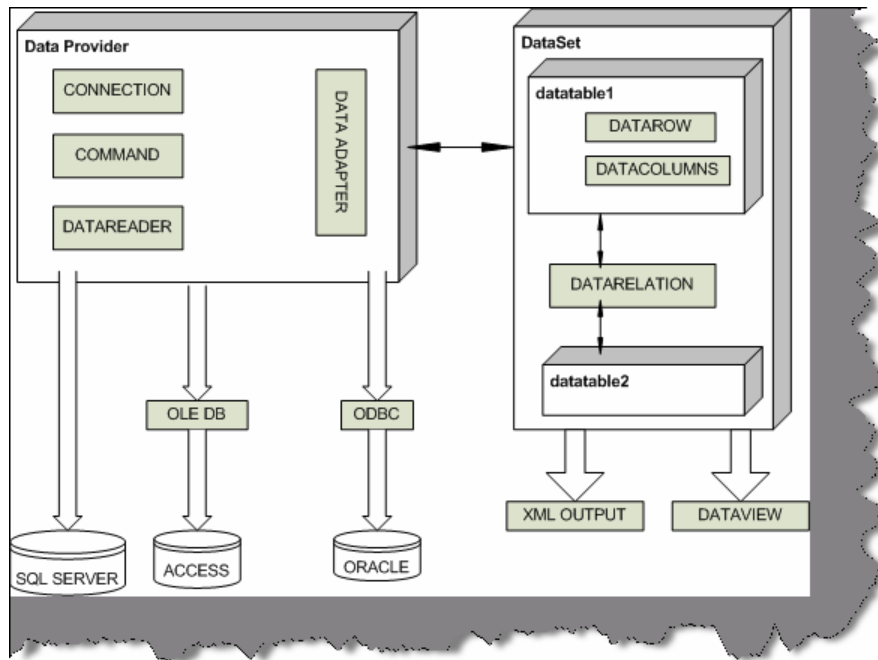 Data Provider
CONNECTION
COMMAND
DATAREADER
DATA ADAPTER
OLE DB
ODBC
SQL SERVER
ACCESS
ORACLE
DataSet
datatable1
DATAROW
DATACOLUMNS
DATARELATION
datatable2
XML OUTPUT
DATAVIEW